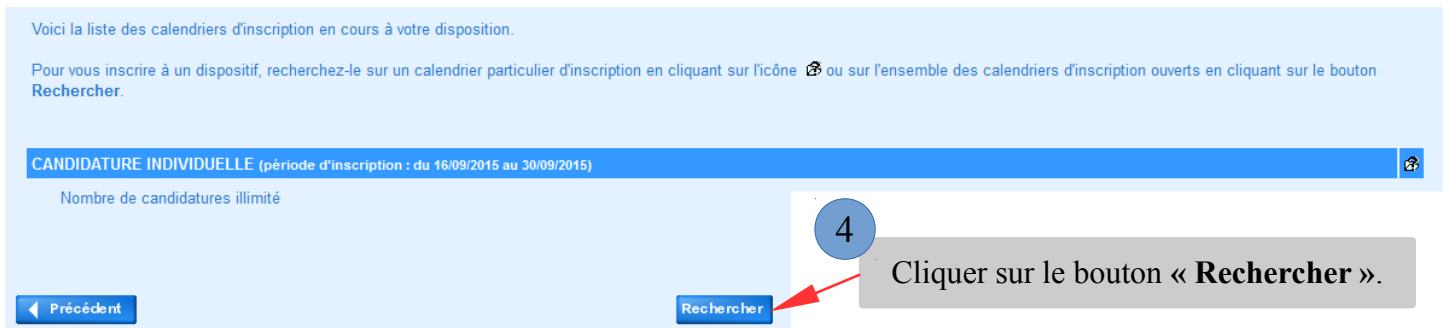 Voici la liste des calendriers d'inscription en cours à votre disposition.
Pour vous inscrire à un dispositif, recherchez-le sur un calendrier particulier d'inscription en cliquant sur l'icône ou sur l'ensemble des calendriers d'inscription ouverts en cliquant sur le bouton
Rechercher.
CANDIDATURE INDIVIDUELLE (période d'inscription : du 16/09/2015 au 30/09/2015)
Nombre de candidatures illimité
4
Cliquer sur le bouton « Rechercher ».
Précédent
Rechercher